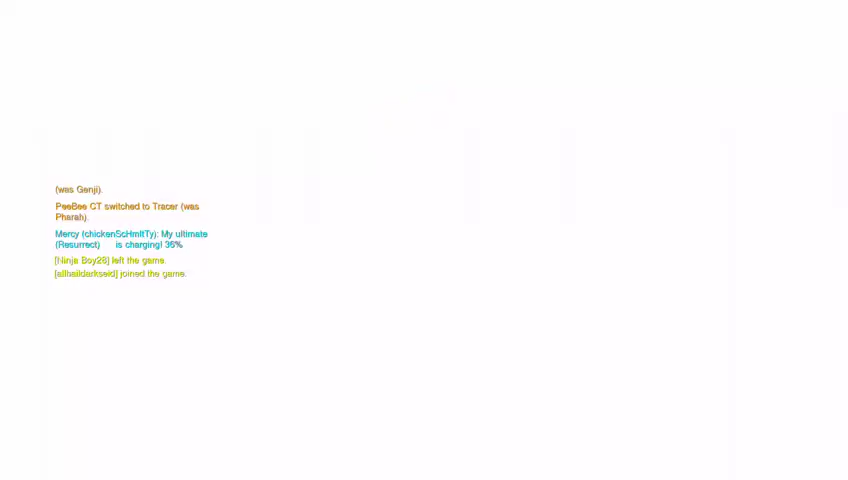 (was Genji).
PeeBee CT switched to Tracer (was
Pharah).
Mercy (chickenScHmItTy): My ultimate
(Resurrect) is charging! 36%
[Ninja Boy28] left the game.
[allhaildarkseid] joined the game.